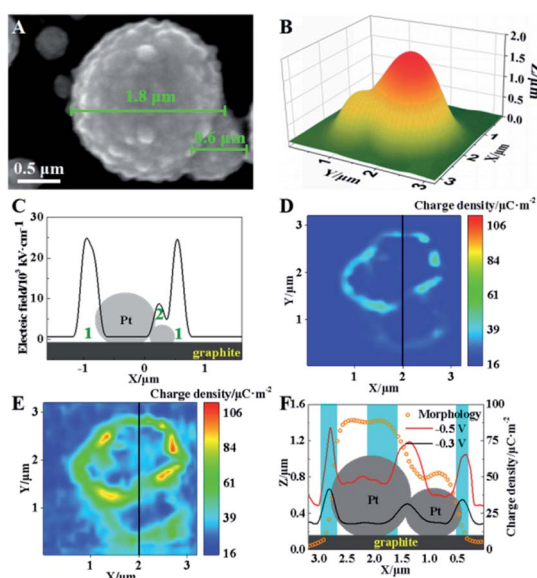 A
1.8 μm
0.6 μm
0.5 μm
B
2.0
1.5
1.0
0.5
0.0
Z/μm
1
2
3
X/μm
1
2
3
Y/μm
C
Electric field/10³ KV·cm⁻¹
30
20
10
0
1
Pt
2
1
graphite
-1
0
1
X/μm
D
Charge density/μC·m⁻²
3
2
1
0
Y/μm
0
1
2
3
X/μm
106
84
61
39
16
E
Charge density/μC·m⁻²
3
2
1
Y/μm
1
2
3
X/μm
106
84
61
39
16
F
Morphology
−0.5 V
−0.3 V
1.6
1.2
0.8
0.4
0.0
Z/μm
100
75
50
25
0
Charge density/μC·m⁻²
Pt
Pt
graphite
3.0
2.5
2.0
1.5
1.0
0.5
X/μm